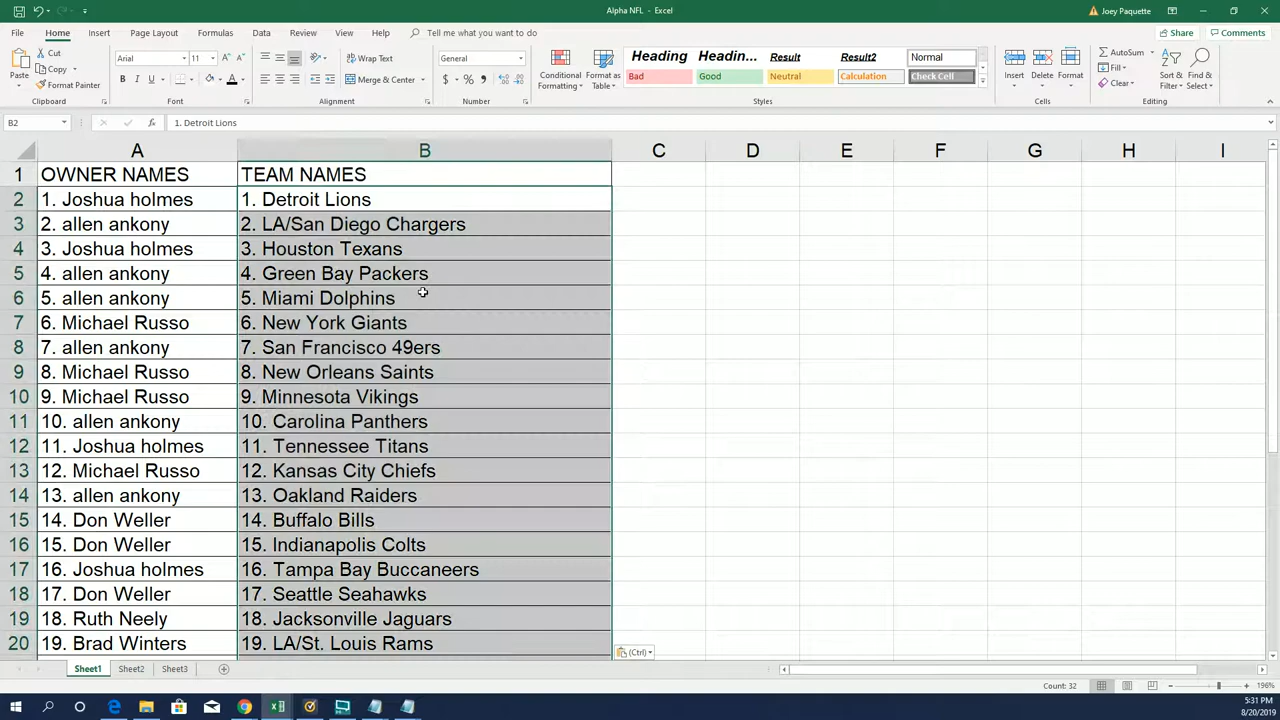 Alpha NFL - Excel
Joey Paquette
File Home Insert Page Layout Formulas Data Review View Help Tell me what you want to do Share Comments
Paste Cut Copy Format Painter Clipboard
Arial 11 B I U Font
Wrap Text Merge & Center Alignment
General $ % Number
Conditional Formatting Format as Table
Heading Headin... Result Result2 Normal
Bad Good Neutral Calculation Check Cell
Styles
Insert Delete Format Cells
AutoSum Fill Clear Sort & Filter Find & Select Editing
B2 fx 1. Detroit Lions
A B C D E F G H I
1 OWNER NAMES TEAM NAMES
2 1. Joshua holmes 1. Detroit Lions
3 2. allen ankony 2. LA/San Diego Chargers
4 3. Joshua holmes 3. Houston Texans
5 4. allen ankony 4. Green Bay Packers
6 5. allen ankony 5. Miami Dolphins
7 6. Michael Russo 6. New York Giants
8 7. allen ankony 7. San Francisco 49ers
9 8. Michael Russo 8. New Orleans Saints
10 9. Michael Russo 9. Minnesota Vikings
11 10. allen ankony 10. Carolina Panthers
12 11. Joshua holmes 11. Tennessee Titans
13 12. Michael Russo 12. Kansas City Chiefs
14 13. allen ankony 13. Oakland Raiders
15 14. Don Weller 14. Buffalo Bills
16 15. Don Weller 15. Indianapolis Colts
17 16. Joshua holmes 16. Tampa Bay Buccaneers
18 17. Don Weller 17. Seattle Seahawks
19 18. Ruth Neely 18. Jacksonville Jaguars
20 19. Brad Winters 19. LA/St. Louis Rams
(Ctrl)
Sheet1 Sheet2 Sheet3
Count: 32 196%
5:31 PM
8/20/2019